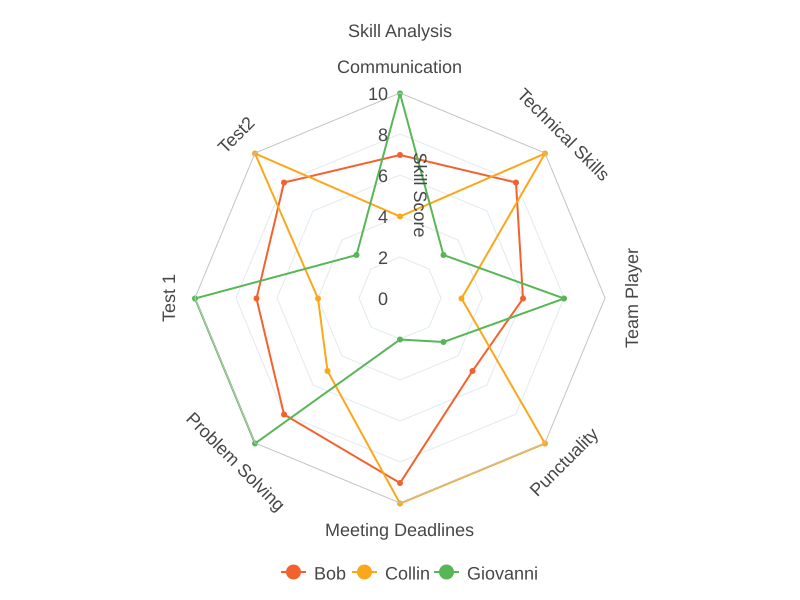 Skill Analysis
Communication
Technical Skills
Team Player
Punctuality
Meeting Deadlines
Problem Solving
Test 1
Test2
10
8
6
4
2
0
Skill Score
Bob
Collin
Giovanni